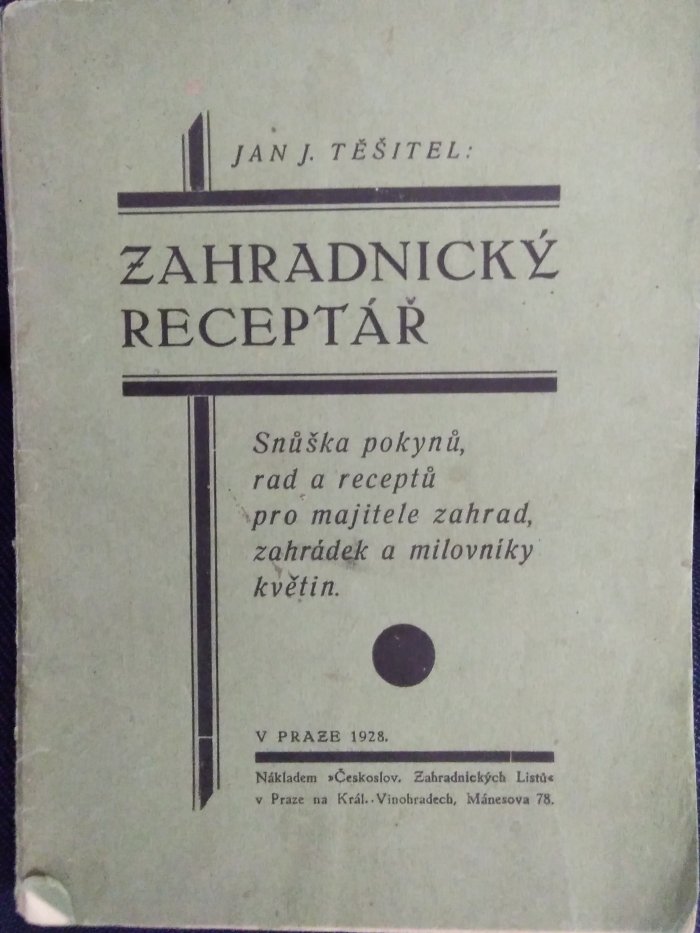 JAN J. TĚŠITEL:
ZAHRADNICKÝ
RECEPTÁŘ
Snůška pokynů,
rad a receptů
pro majitele zahrad,
zahrádek a milovníky
květin.
V PRAZE 1928.
Nákladem »Českoslov. Zahradnických Listů«
v Praze na Král. Vinohradech, Mánesova 78.